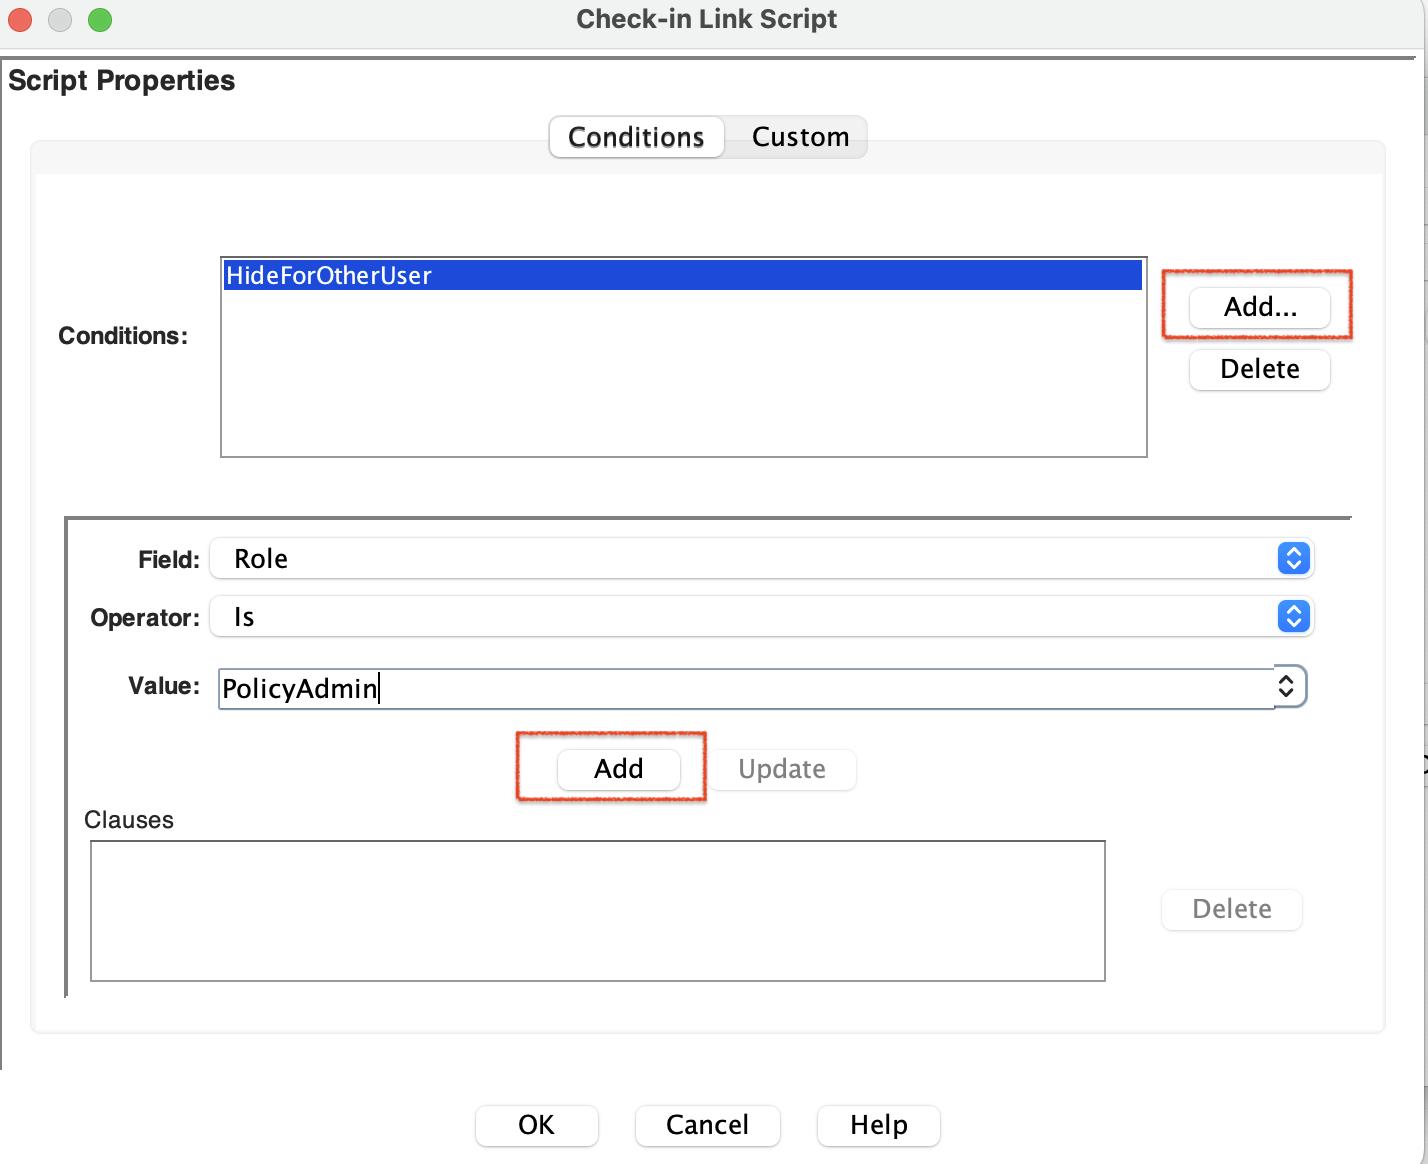 Check-in Link Script
Script Properties
Conditions Custom
HideForOtherUser
Conditions:
Add...
Delete
Field: Role
Operator: Is
Value: PolicyAdmin
Add Update
Clauses
Delete
OK Cancel Help